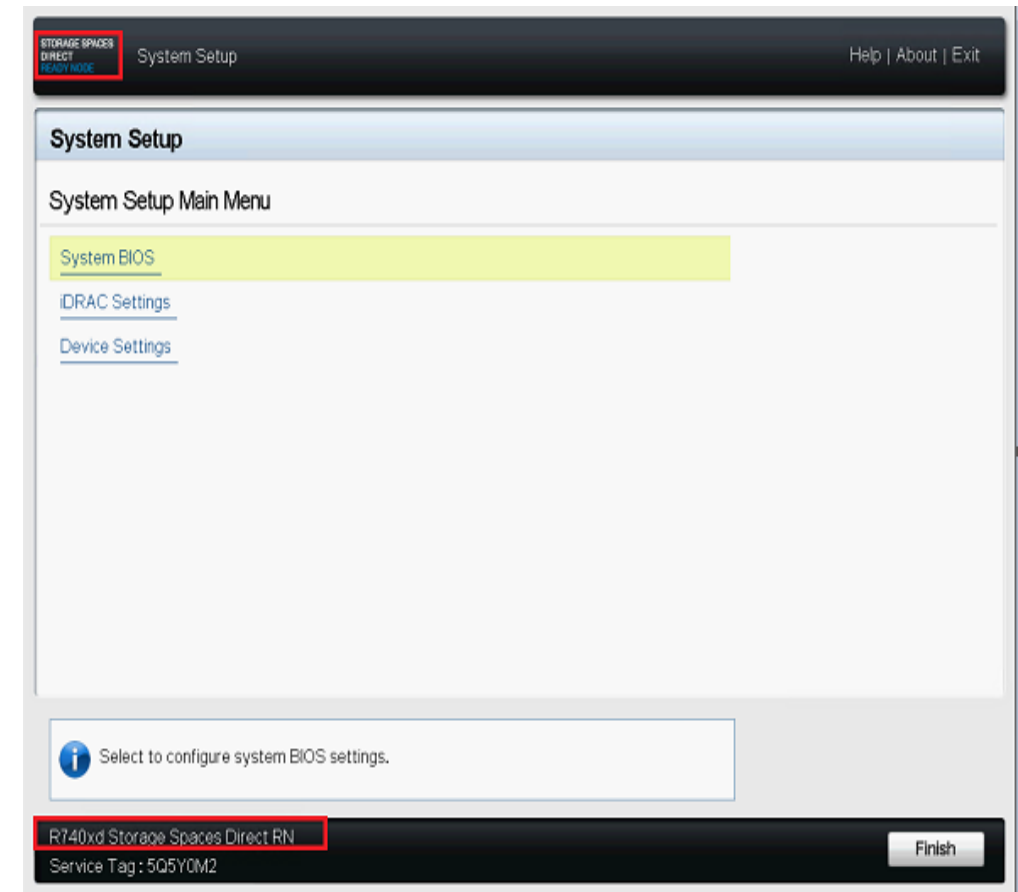 STORAGE SPACES
DIRECT
READY NODE
System Setup
Help | About | Exit
System Setup
System Setup Main Menu
System BIOS
iDRAC Settings
Device Settings
Select to configure system BIOS settings.
R740xd Storage Spaces Direct RN
Service Tag : 5Q5Y0M2
Finish